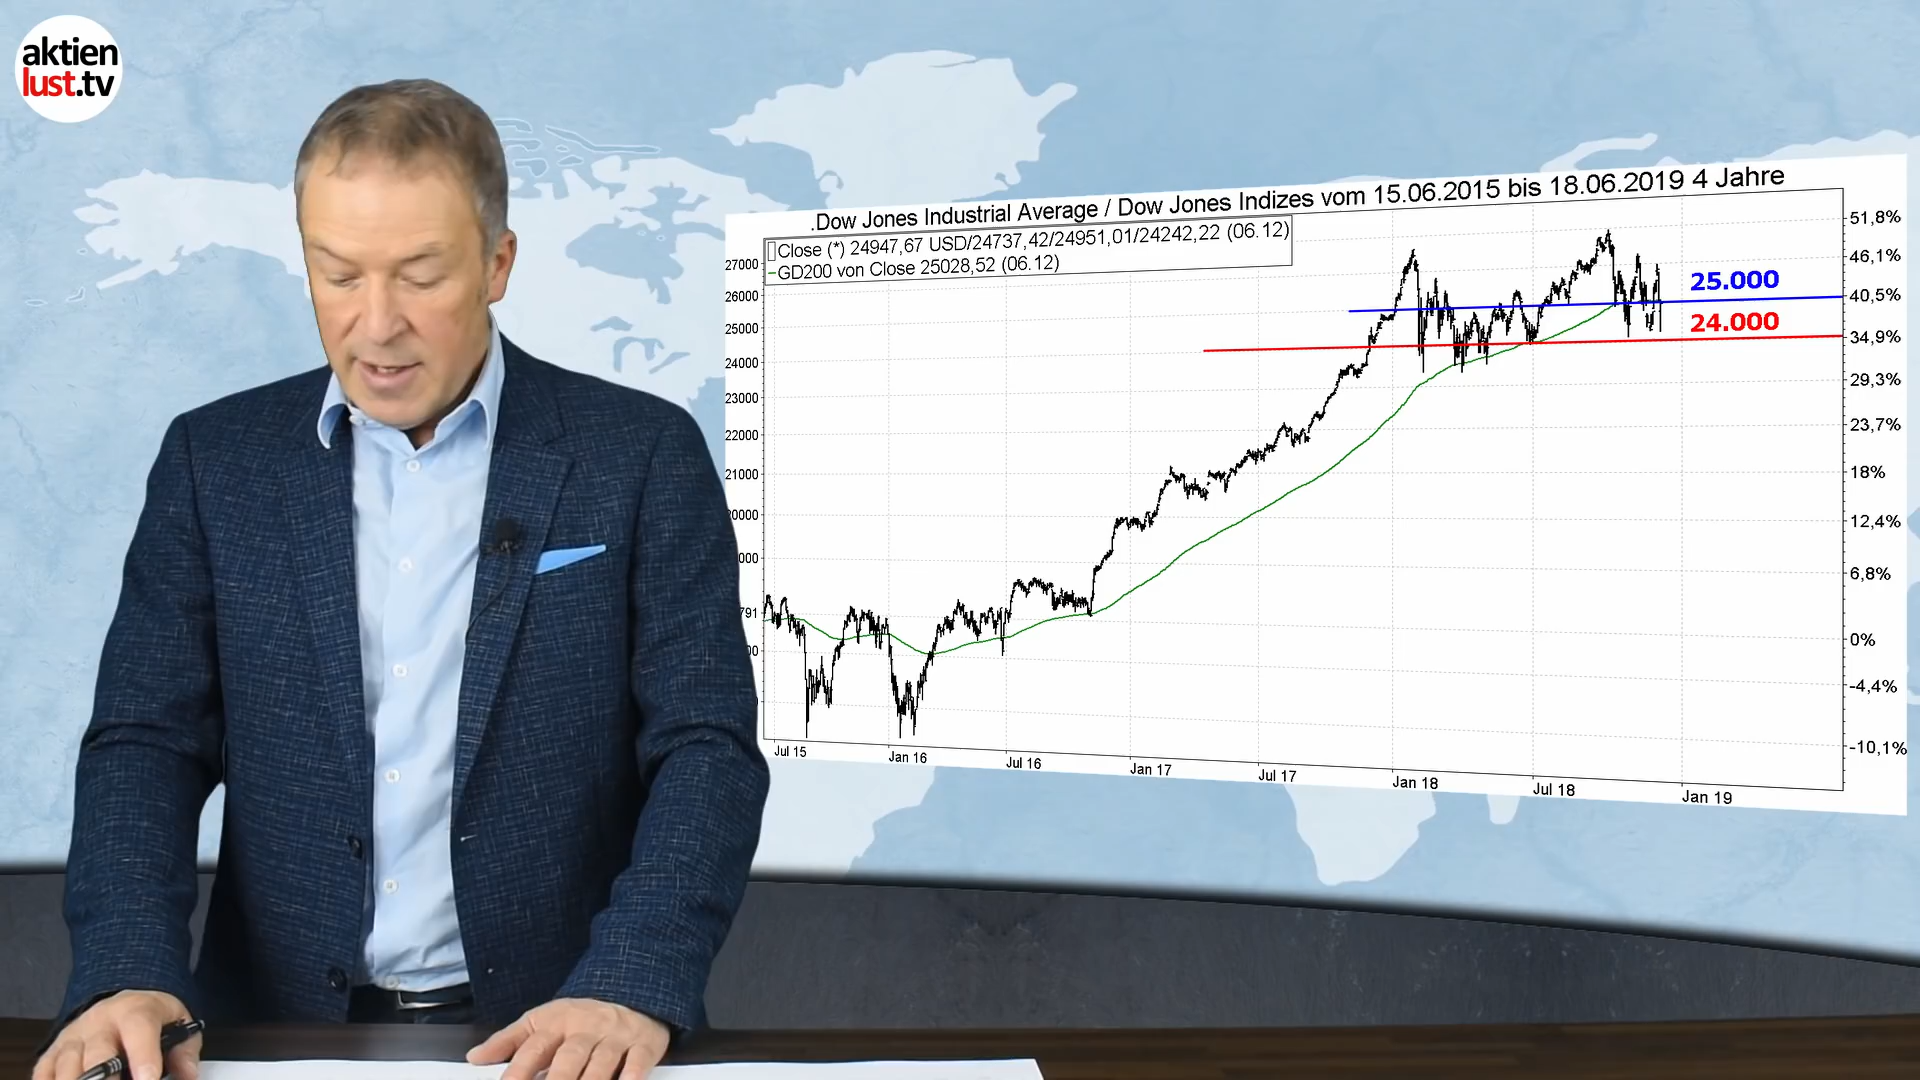 aktien
lust.tv
.Dow Jones Industrial Average / Dow Jones Indizes vom 15.06.2015 bis 18.06.2019 4 Jahre
Close (*) 24947,67 USD/24737,42/24951,01/24242,22 (06.12)
GD200 von Close 25028,52 (06.12)
27000
26000
25000
24000
23000
22000
21000
51.8%
46,1%
40.5%
34,9%
29,3%
23,7%
18%
12,4%
6,8%
0%
-4,4%
-10,1%
25.000
24.000
Jul 15
Jan 16
Jul 16
Jan 17
Jul 17
Jan 18
Jul 18
Jan 19